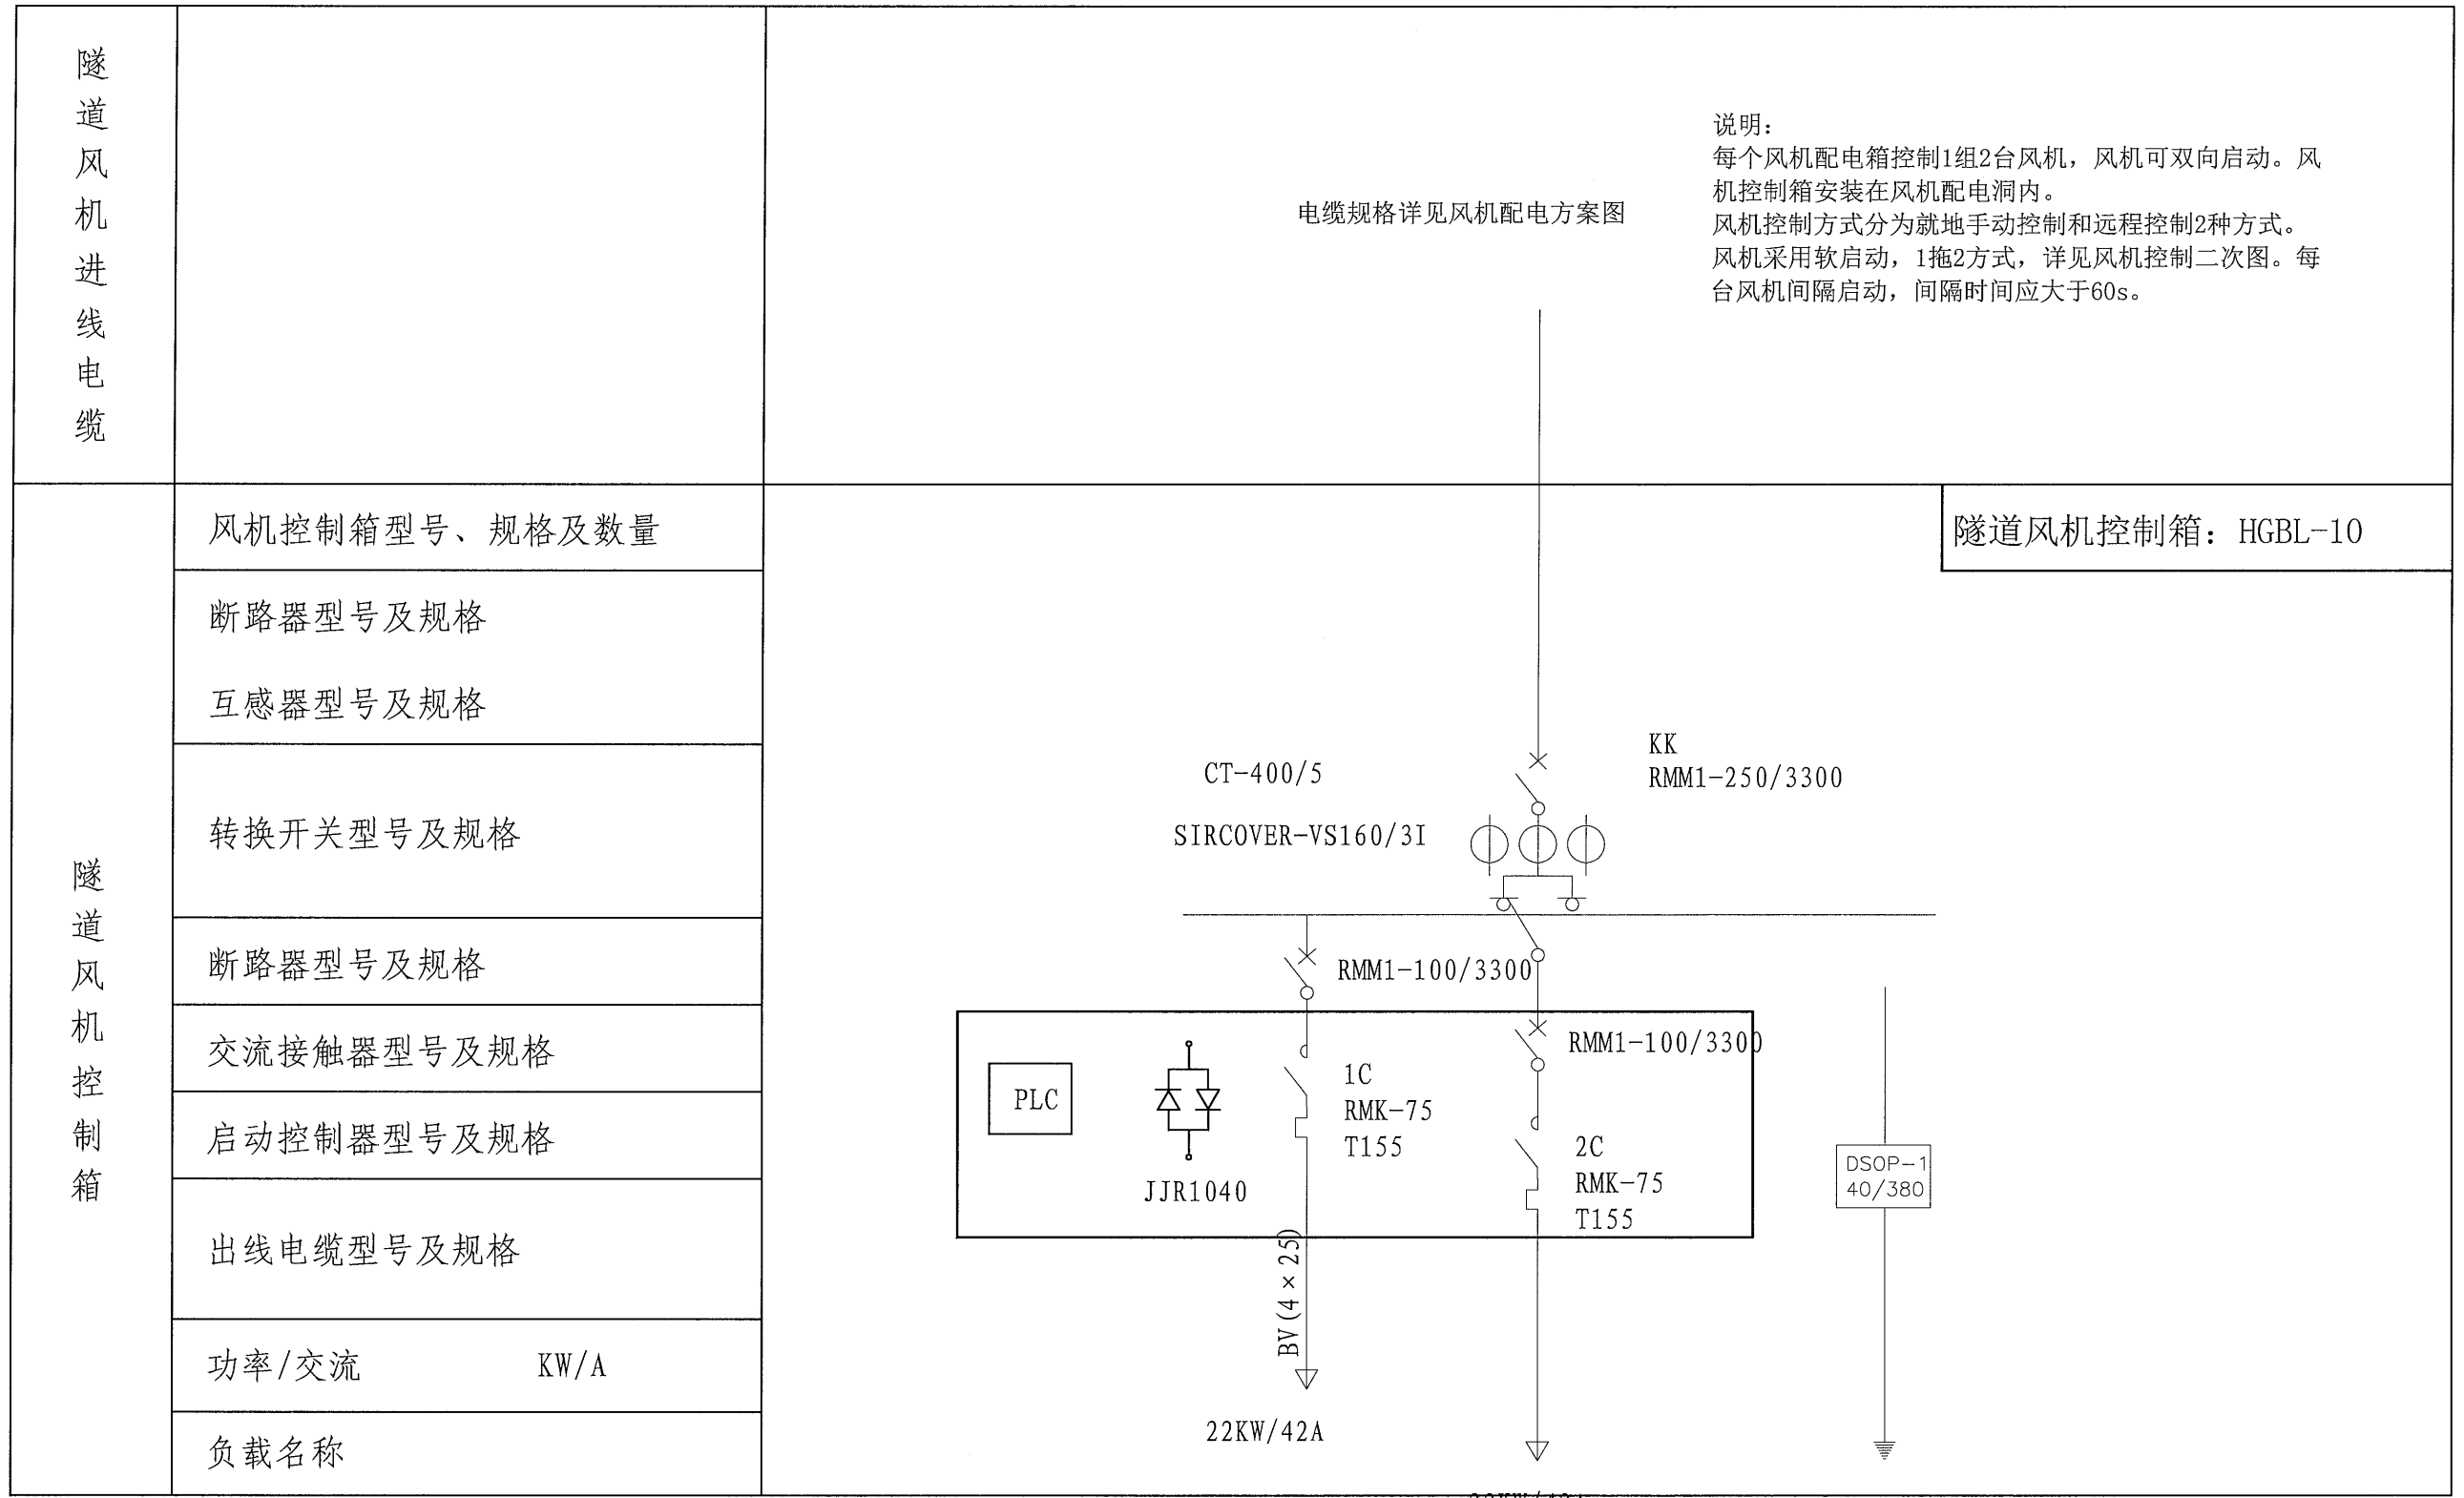 隧道风机进线电缆
电缆规格详见风机配电方案图
说明：
每个风机配电箱控制1组2台风机，风机可双向启动。风
机控制箱安装在风机配电洞内。
风机控制方式分为就地手动控制和远程控制2种方式。
风机采用软启动，1拖2方式，详见风机控制二次图。每
台风机间隔启动，间隔时间应大于60s。
隧道风机控制箱
风机控制箱型号、规格及数量
隧道风机控制箱：HGBL-10
断路器型号及规格
互感器型号及规格
转换开关型号及规格
CT-400/5
KK
RMM1-250/3300
SIRCOVER-VS160/3I
断路器型号及规格
RMM1-100/3300
交流接触器型号及规格
RMM1-100/3300
PLC
1C
RMK-75
T155
启动控制器型号及规格
JJR1040
2C
RMK-75
T155
DSOP-1
40/380
出线电缆型号及规格
BV(4×25)
功率/交流 KW/A
22KW/42A
负载名称